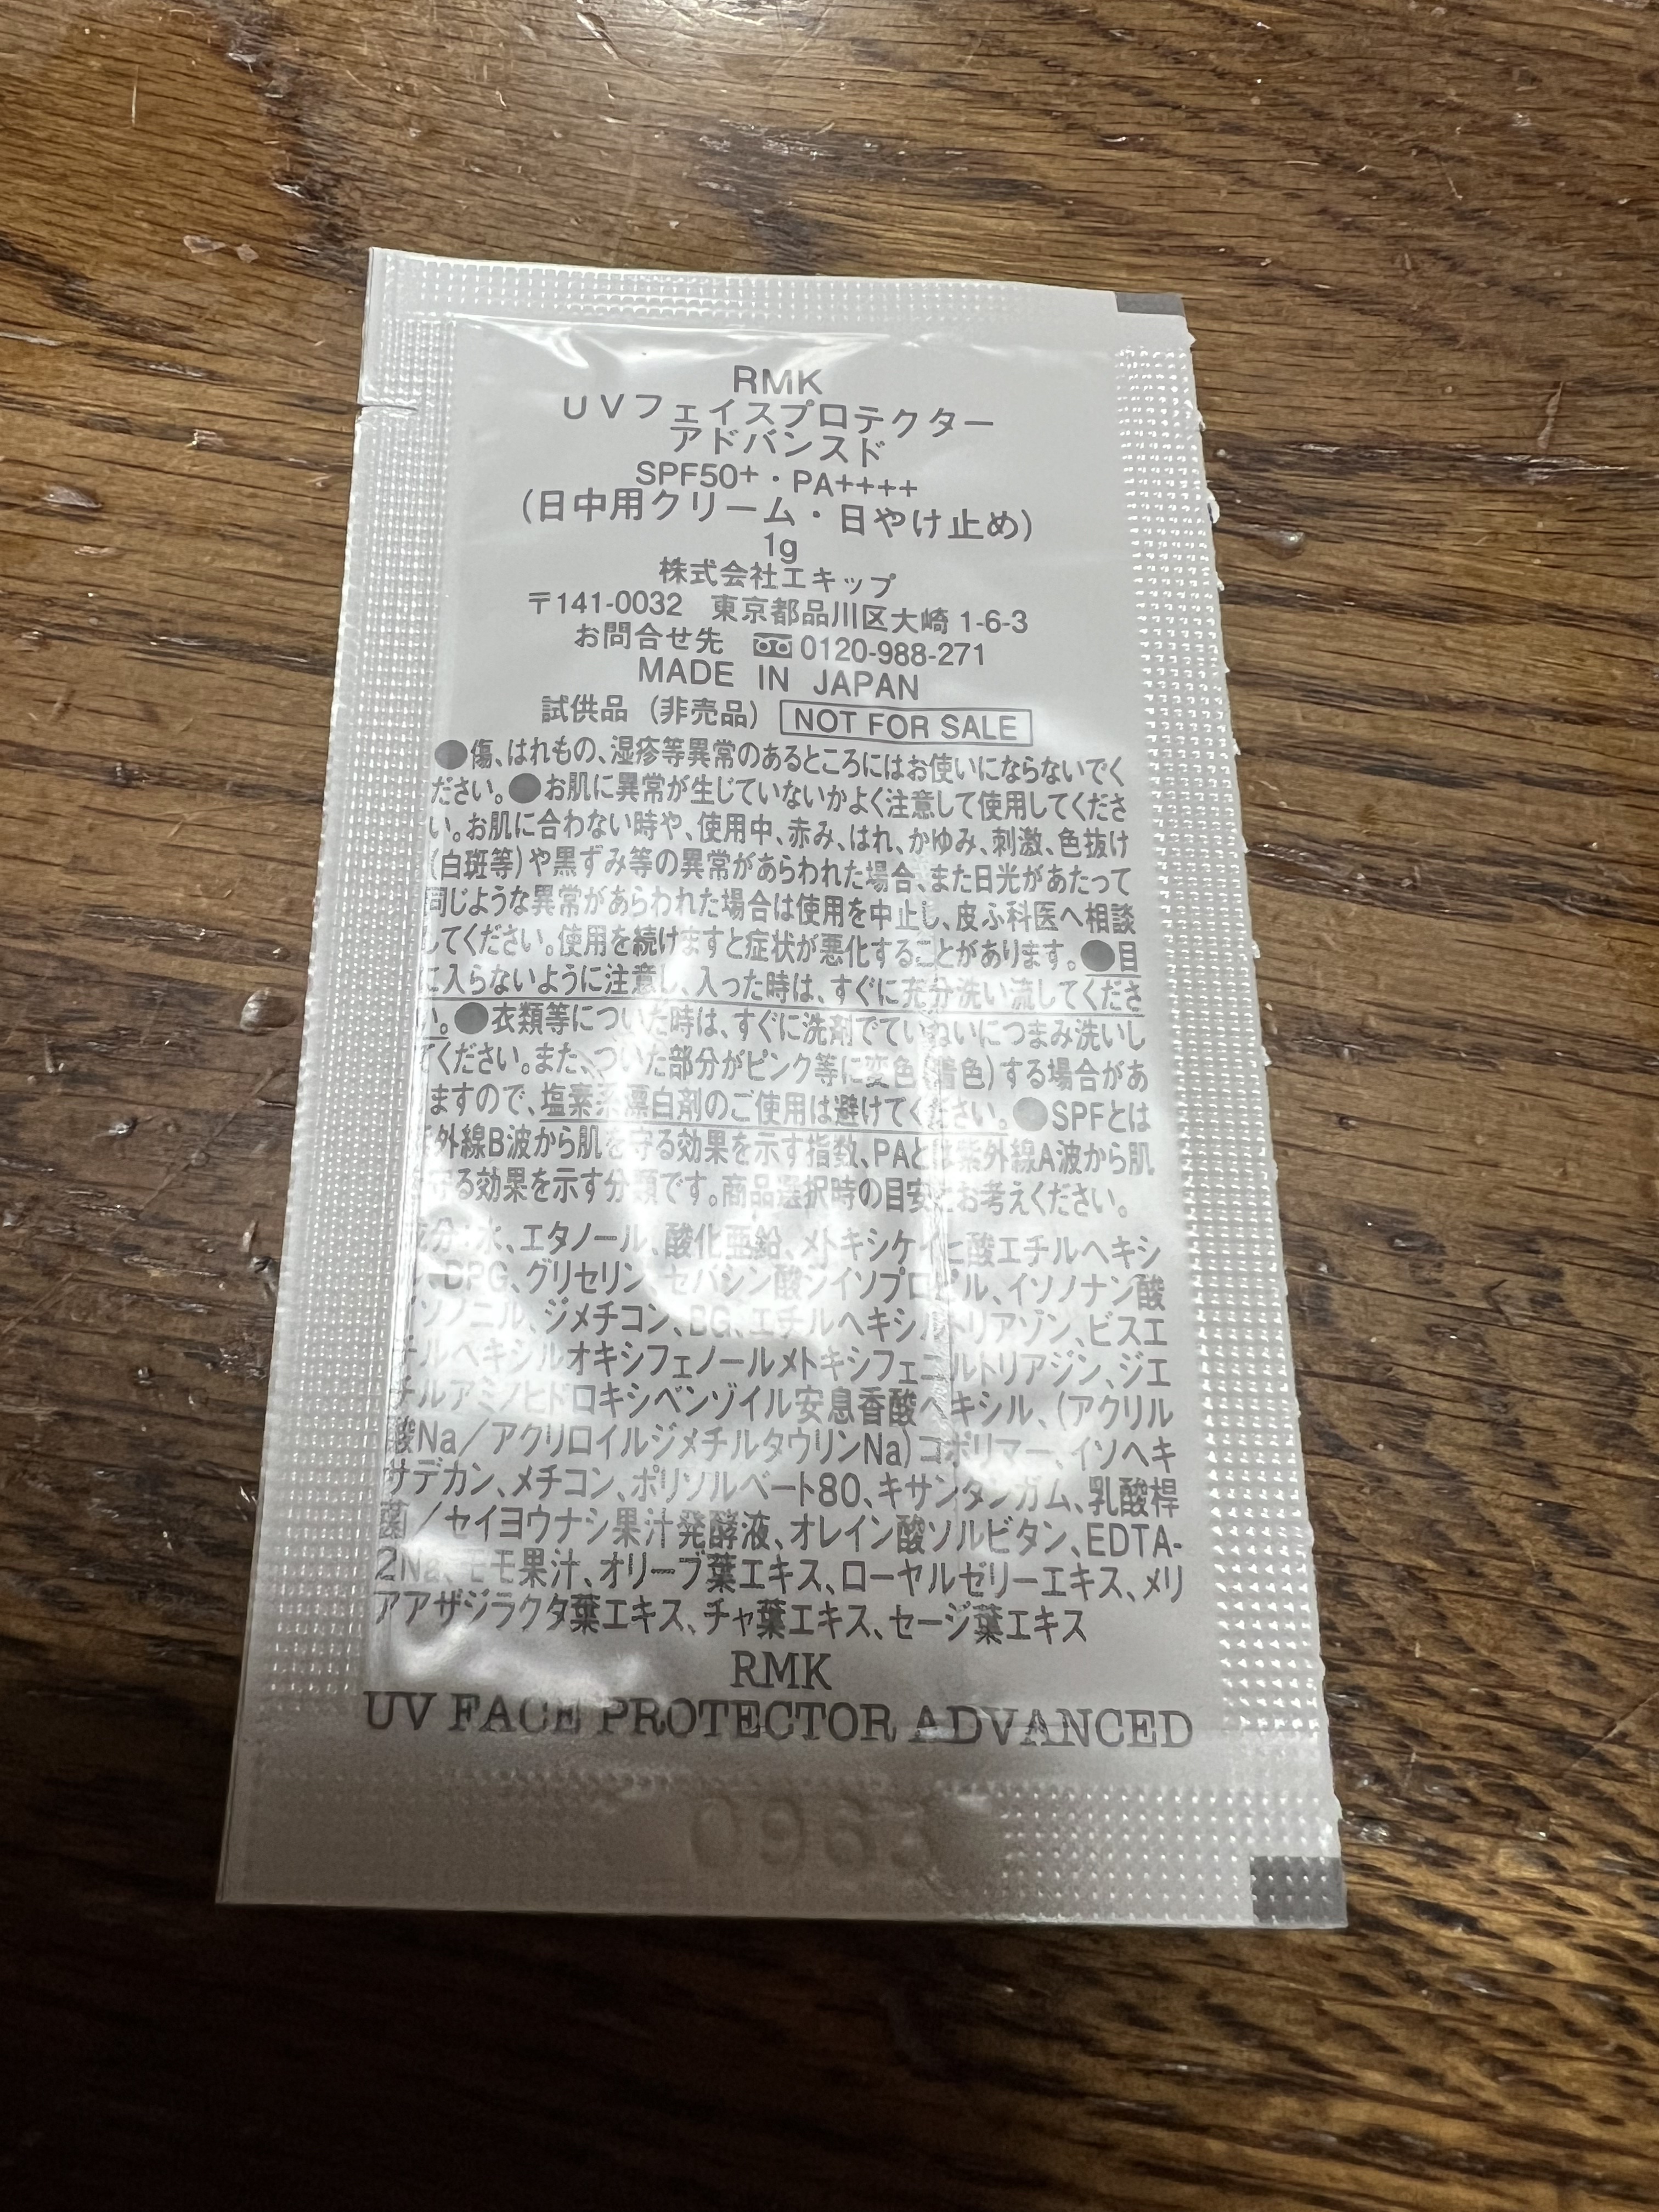 RMK
UVフェイスプロテクター
アドバンスド
SPF50+・PA++++
(日中用クリーム・日やけ止め)
1g
株式会社エキップ
〒141-0032 東京都品川区大崎 1-6-3
お問合せ先 0120-988-271
MADE IN JAPAN
試供品(非売品) NOT FOR SALE
●傷、はれもの、湿疹等異常のあるところにはお使いにならないでく
ださい。●お肌に異常が生じていないかよく注意して使用してくださ
い。お肌に合わない時や、使用中、赤み、はれ、かゆみ、刺激、色抜け
(白斑等)や黒ずみ等の異常があらわれた場合、また日光があたって
同じような異常があらわれた場合は使用を中止し、皮ふ科医へ相談
してください。使用を続けますと症状が悪化することがあります。●目
に入らないように注意し、入った時は、すぐに充分洗い流してくださ
い。●衣類等についた時は、すぐに洗剤でていねいにつまみ洗いし
てください。また、ついた部分がピンク等に変色(着色)する場合があ
ますので、塩素系漂白剤のご使用は避けてください。●SPFとは
紫外線B波から肌を守る効果を示す指数、PAとは紫外線A波から肌
を守る効果を示す分類です。商品選択時の目安とお考えください。
成分:水、エタノール、酸化亜鉛、メトキシケイヒ酸エチルヘキシ
ル、DPG、グリセリン、セバシン酸ジイソプロピル、イソノナン酸
イソノニル、ジメチコン、BG、エチルヘキシルトリアゾン、ビスエ
チルヘキシルオキシフェノールメトキシフェニルトリアジン、ジエ
チルアミノヒドロキシベンゾイル安息香酸ヘキシル、(アクリル
酸Na/アクリロイルジメチルタウリンNa)コポリマー、イソヘキ
サデカン、メチコン、ポリソルベート80、キサンタンガム、乳酸桿
菌/セイヨウナシ果汁発酵液、オレイン酸ソルビタン、EDTA-
2Na、モモ果汁、オリーブ葉エキス、ローヤルゼリーエキス、メリ
アアザジラクタ葉エキス、チャ葉エキス、セージ葉エキス
RMK
UV FACE PROTECTOR ADVANCED